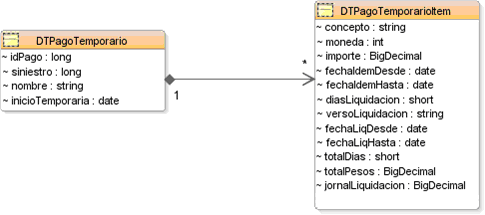 DTPagoTemporario
~ idPago : long
~ siniestro : long
~ nombre : string
~ inicioTemporaria : date
1
*
DTPagoTemporarioItem
~ concepto : string
~ moneda : int
~ importe : BigDecimal
~ fechaIdemDesde : date
~ fechaIdemHasta : date
~ diasLiquidacion : short
~ versoLiquidacion : string
~ fechaLiqDesde : date
~ fechaLiqHasta : date
~ totalDias : short
~ totalPesos : BigDecimal
~ jornalLiquidacion : BigDecimal